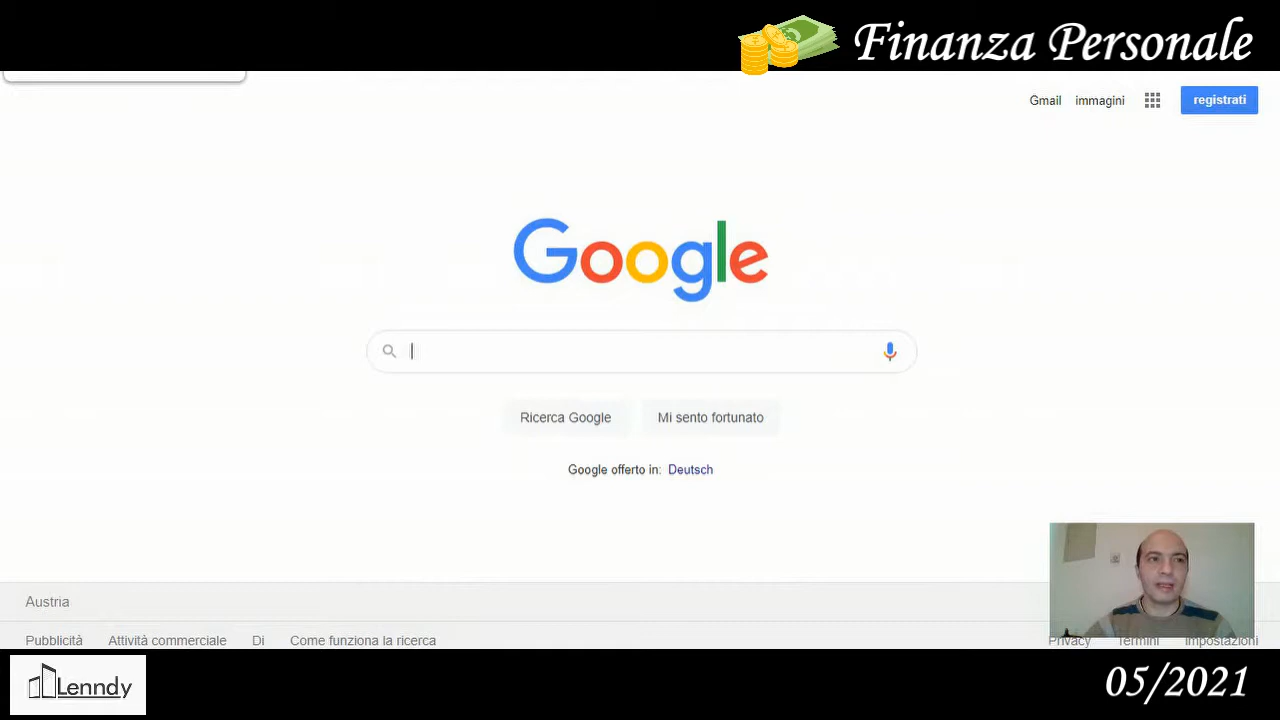 Finanza Personale
Gmail immagini registrati
Google
Ricerca Google Mi sento fortunato
Google offerto in: Deutsch
Austria
Pubblicità Attività commerciale Di Come funziona la ricerca Privacy Termini Impostazioni
Lenndy
05/2021